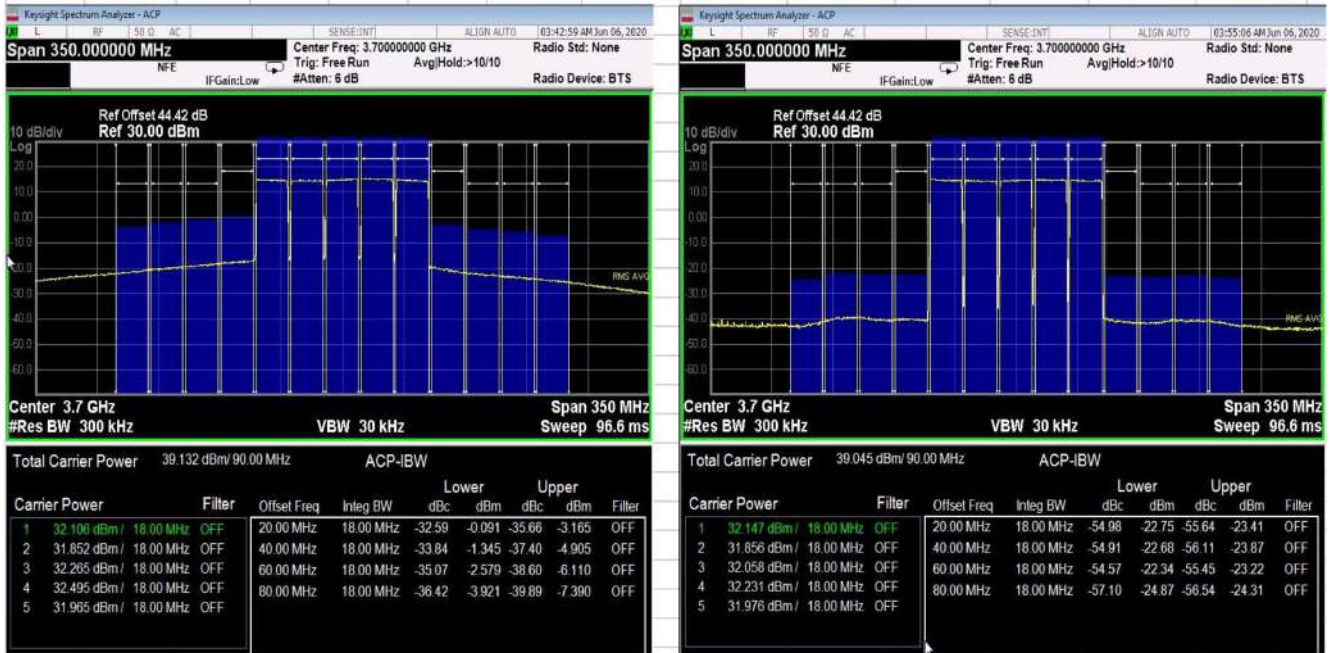 Keysight Spectrum Analyzer - ACP
L RF 50 Ω AC SENSE:INT ALIGN AUTO 03:42:59 AM Jun 06, 2020
Span 350.000000 MHz Center Freq: 3.700000000 GHz Radio Std: None
NFE Trig: Free Run Avg|Hold:>10/10
IFGain:Low #Atten: 6 dB Radio Device: BTS
Ref Offset 44.42 dB
10 dB/div Ref 30.00 dBm
Log
20.0
10.0
0.00
-10.0
-20.0
RMS AVG
-30.0
-40.0
-50.0
-60.0
Center 3.7 GHz Span 350 MHz
#Res BW 300 kHz VBW 30 kHz Sweep 96.6 ms
Total Carrier Power 39.132 dBm/ 90.00 MHz ACP-IBW
Lower Upper
Carrier Power Filter Offset Freq Integ BW dBc dBm dBc dBm Filter
1 32.106 dBm / 18.00 MHz OFF 20.00 MHz 18.00 MHz -32.59 -0.091 -35.66 -3.165 OFF
2 31.852 dBm / 18.00 MHz OFF 40.00 MHz 18.00 MHz -33.84 -1.345 -37.40 -4.905 OFF
3 32.265 dBm / 18.00 MHz OFF 60.00 MHz 18.00 MHz -35.07 -2.579 -38.60 -6.110 OFF
4 32.495 dBm / 18.00 MHz OFF 80.00 MHz 18.00 MHz -36.42 -3.921 -39.89 -7.390 OFF
5 31.965 dBm / 18.00 MHz OFF
Keysight Spectrum Analyzer - ACP
L RF 50 Ω AC SENSE:INT ALIGN AUTO 03:55:06 AM Jun 06, 2020
Span 350.000000 MHz Center Freq: 3.700000000 GHz Radio Std: None
NFE Trig: Free Run Avg|Hold:>10/10
IFGain:Low #Atten: 6 dB Radio Device: BTS
Ref Offset 44.42 dB
10 dB/div Ref 30.00 dBm
Log
20.0
10.0
0.00
-10.0
-20.0
-30.0
-40.0
RMS AVG
-50.0
-60.0
Center 3.7 GHz Span 350 MHz
#Res BW 300 kHz VBW 30 kHz Sweep 96.6 ms
Total Carrier Power 39.045 dBm/ 90.00 MHz ACP-IBW
Lower Upper
Carrier Power Filter Offset Freq Integ BW dBc dBm dBc dBm Filter
1 32.147 dBm / 18.00 MHz OFF 20.00 MHz 18.00 MHz -54.98 -22.75 -55.64 -23.41 OFF
2 31.856 dBm / 18.00 MHz OFF 40.00 MHz 18.00 MHz -54.91 -22.68 -56.11 -23.87 OFF
3 32.058 dBm / 18.00 MHz OFF 60.00 MHz 18.00 MHz -54.57 -22.34 -55.45 -23.22 OFF
4 32.231 dBm / 18.00 MHz OFF 80.00 MHz 18.00 MHz -57.10 -24.87 -56.54 -24.31 OFF
5 31.976 dBm / 18.00 MHz OFF